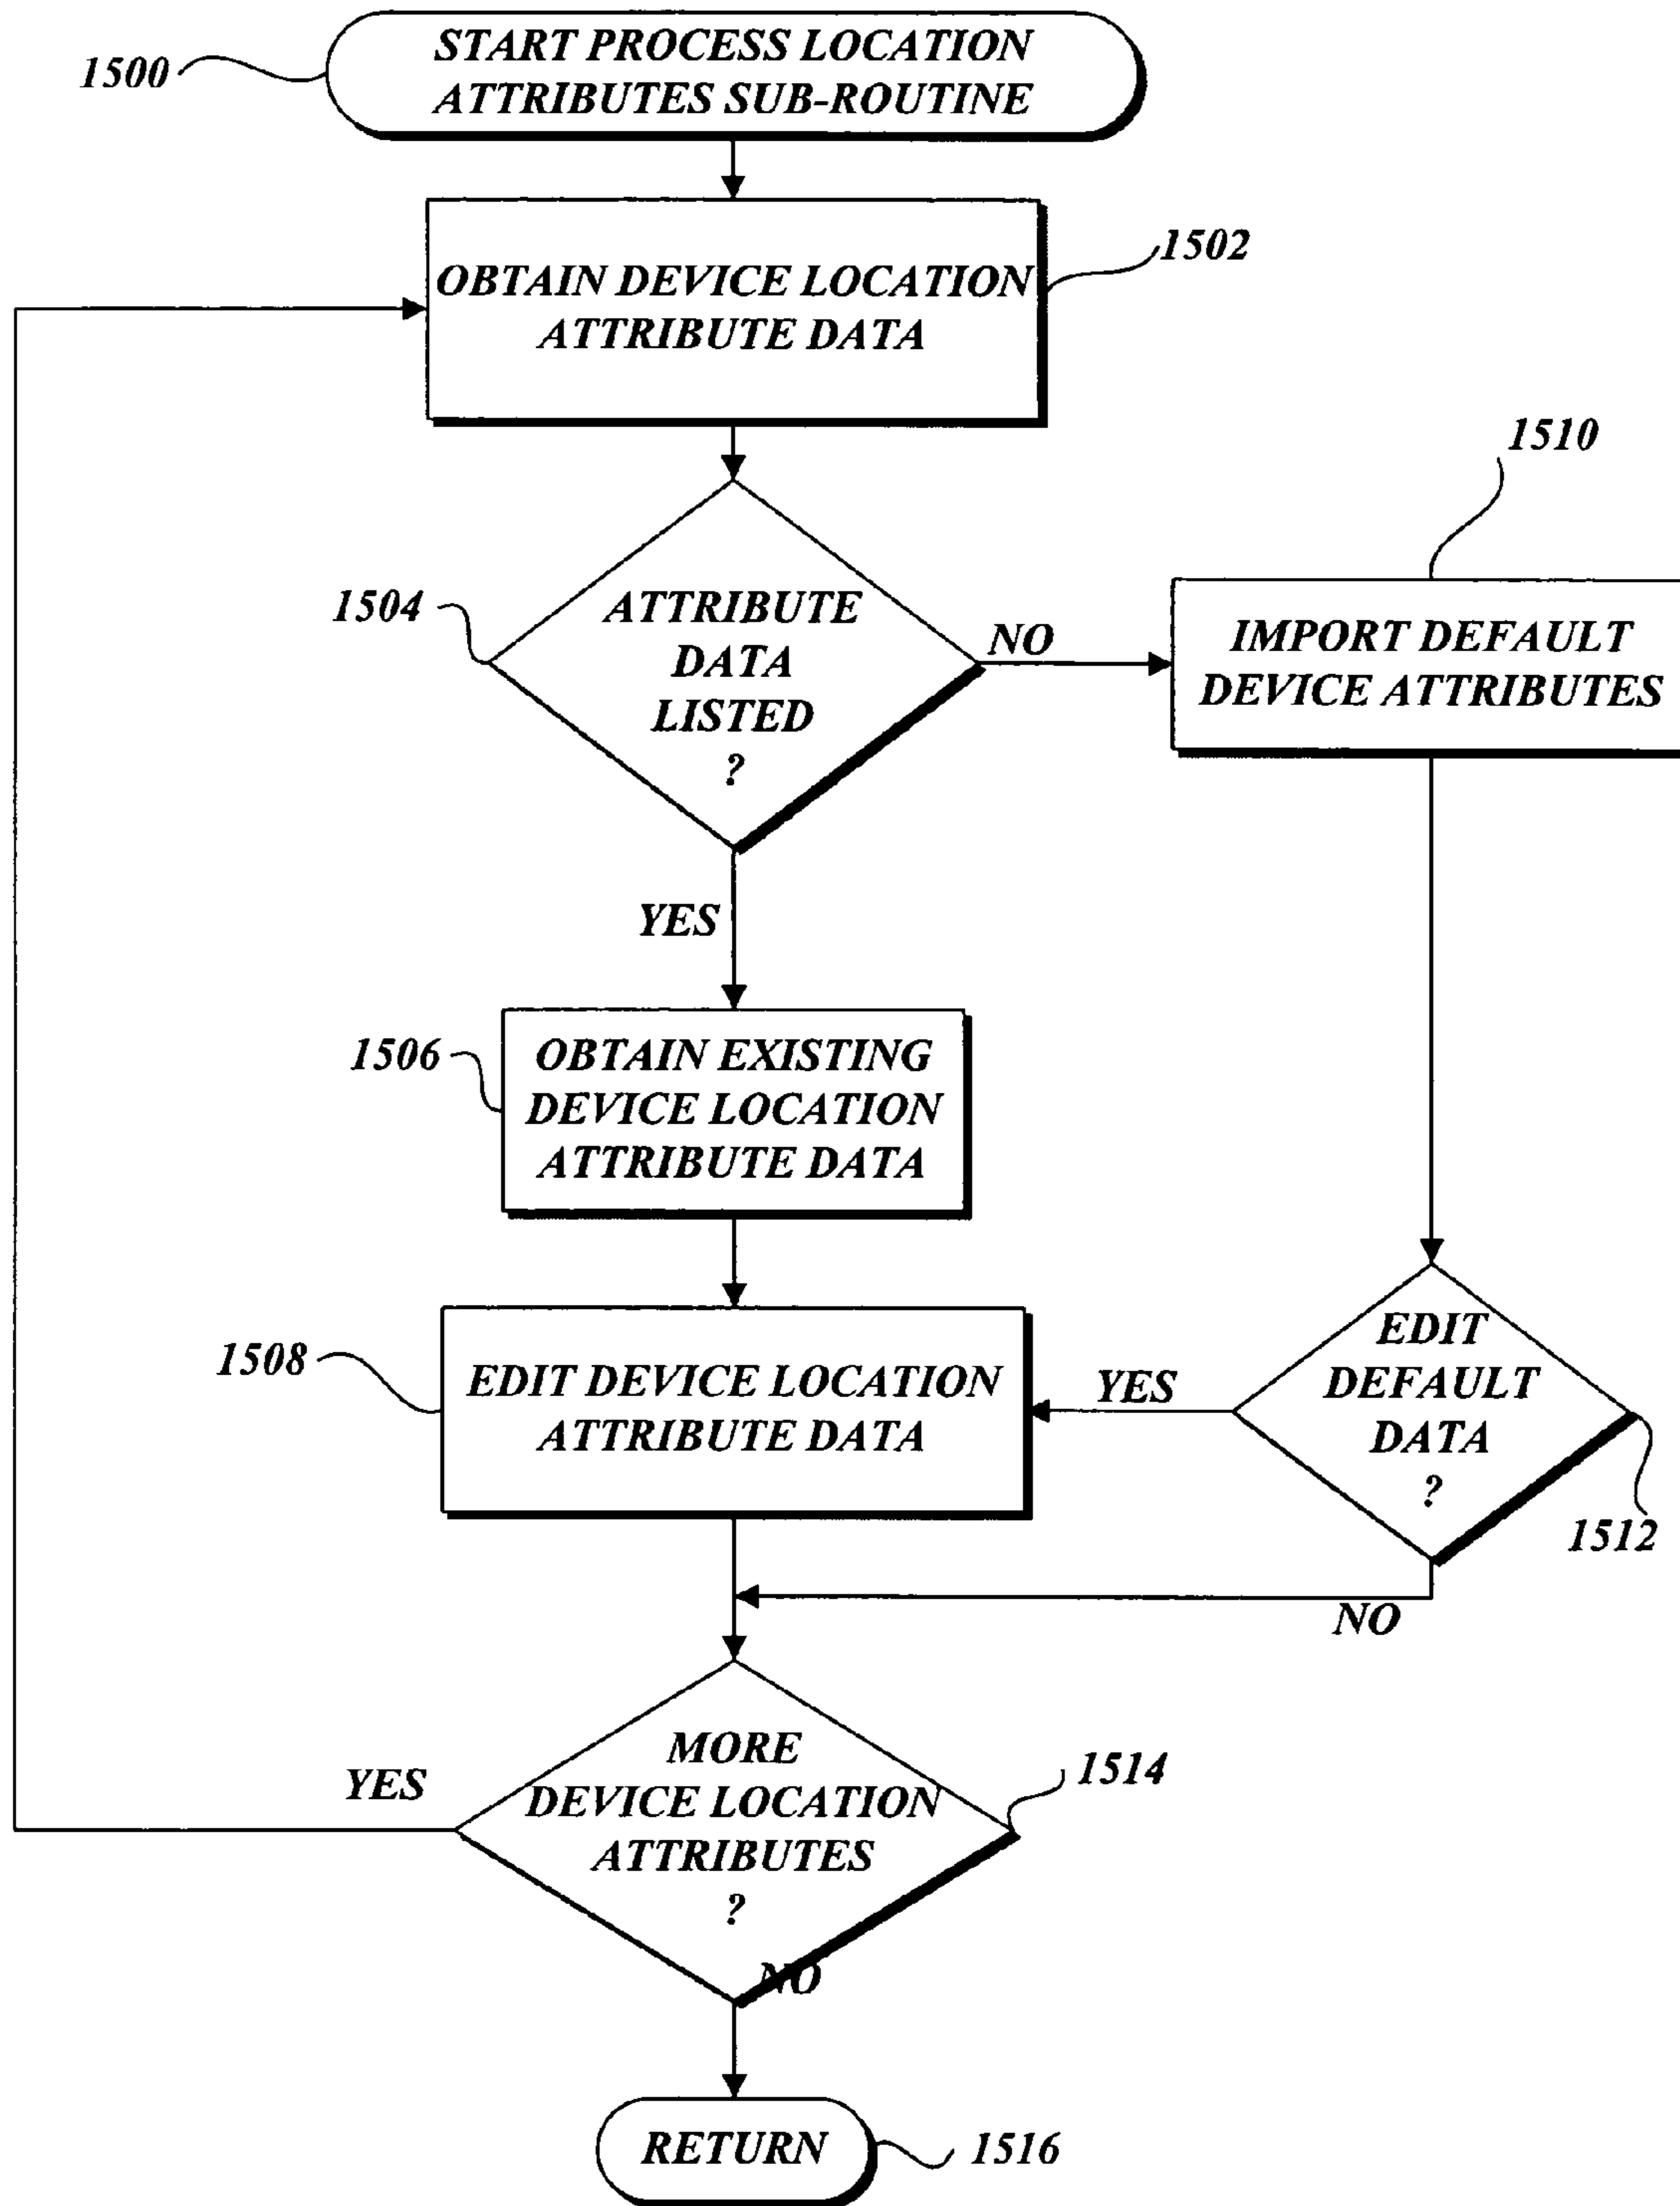 START PROCESS LOCATION
ATTRIBUTES SUB-ROUTINE
1500
OBTAIN DEVICE LOCATION
ATTRIBUTE DATA
1502
1504
ATTRIBUTE
DATA
LISTED
?
NO
1510
IMPORT DEFAULT
DEVICE ATTRIBUTES
YES
1506
OBTAIN EXISTING
DEVICE LOCATION
ATTRIBUTE DATA
1508
EDIT DEVICE LOCATION
ATTRIBUTE DATA
YES
EDIT
DEFAULT
DATA
?
1512
NO
YES
MORE
DEVICE LOCATION
ATTRIBUTES
?
1514
NO
RETURN
1516